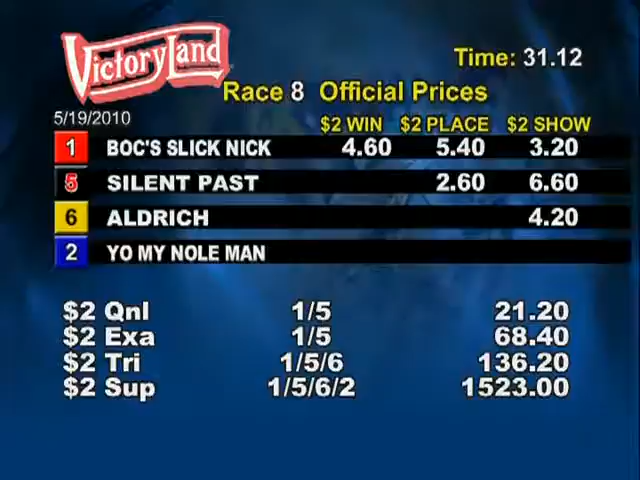 VictoryLand
Time: 31.12
Race 8 Official Prices
5/19/2010
$2 WIN $2 PLACE $2 SHOW
1 BOC'S SLICK NICK 4.60 5.40 3.20
5 SILENT PAST 2.60 6.60
6 ALDRICH 4.20
2 YO MY NOLE MAN
$2 Qnl 1/5 21.20
$2 Exa 1/5 68.40
$2 Tri 1/5/6 136.20
$2 Sup 1/5/6/2 1523.00